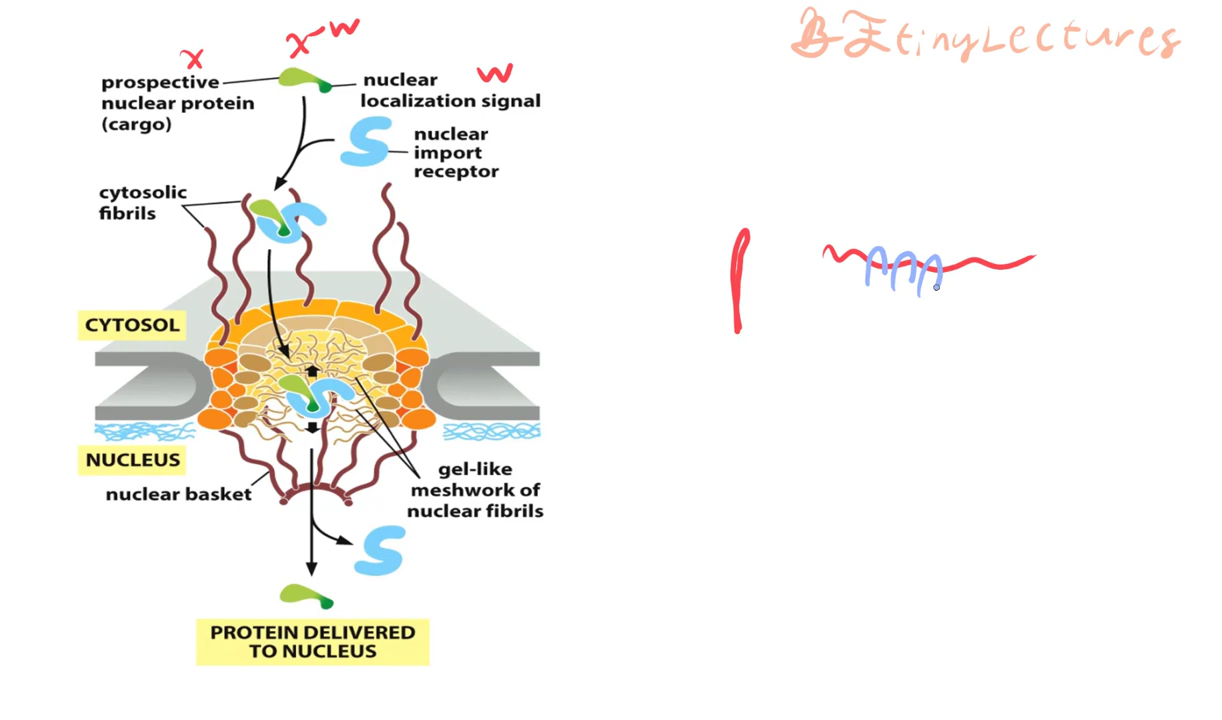 x
x-w
w
tinyLectures
prospective
nuclear protein
(cargo)
nuclear
localization signal
nuclear
import
receptor
cytosolic
fibrils
CYTOSOL
NUCLEUS
nuclear basket
gel-like
meshwork of
nuclear fibrils
PROTEIN DELIVERED
TO NUCLEUS